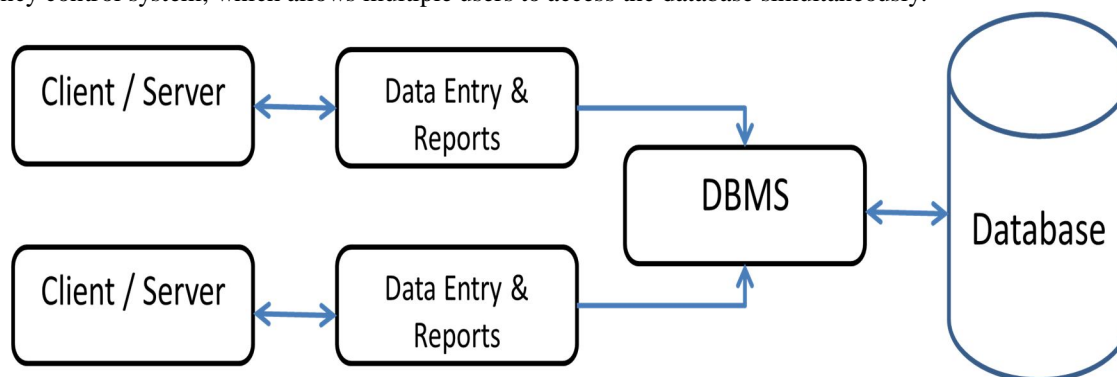 control system, which allows multiple users to access the database simultaneously.
Client / Server
Data Entry &
Reports
DBMS
Database
Client / Server
Data Entry &
Reports